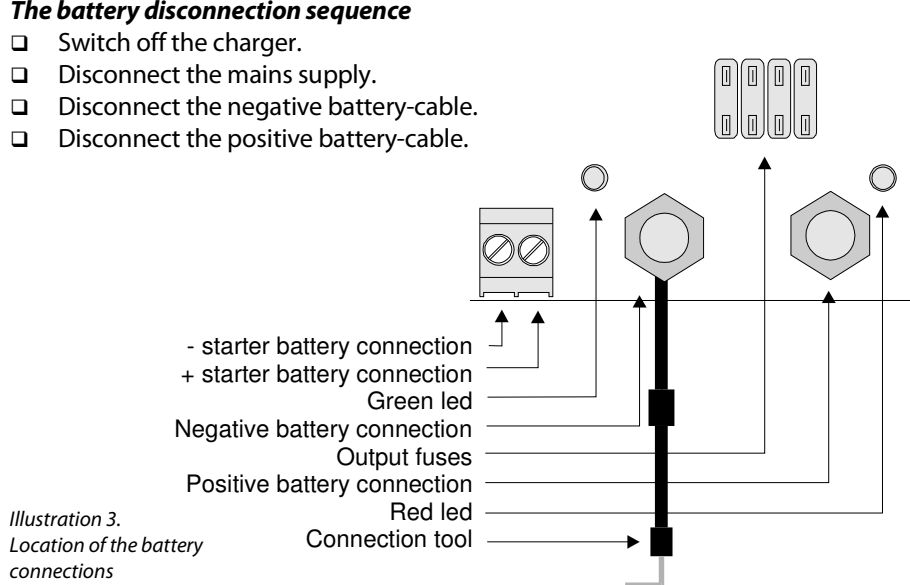 The battery disconnection sequence
❑ Switch off the charger.
❑ Disconnect the mains supply.
❑ Disconnect the negative battery-cable.
❑ Disconnect the positive battery-cable.
- starter battery connection
+ starter battery connection
Green led
Negative battery connection
Output fuses
Positive battery connection
Red led
Connection tool
Illustration 3.
Location of the battery
connections